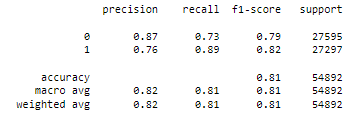 precision recall f1-score support
0 0.87 0.73 0.79 27595
1 0.76 0.89 0.82 27297
accuracy 0.81 54892
macro avg 0.82 0.81 0.81 54892
weighted avg 0.82 0.81 0.81 54892